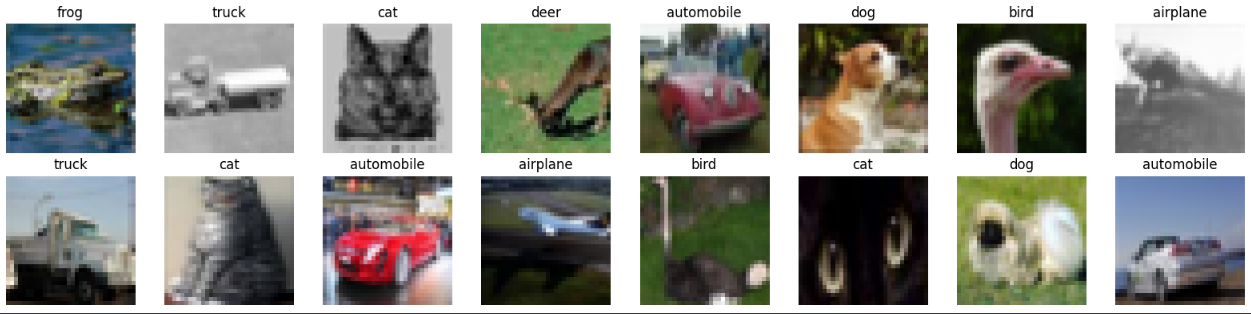 frog truck cat deer automobile dog bird airplane
truck cat automobile airplane bird cat dog automobile